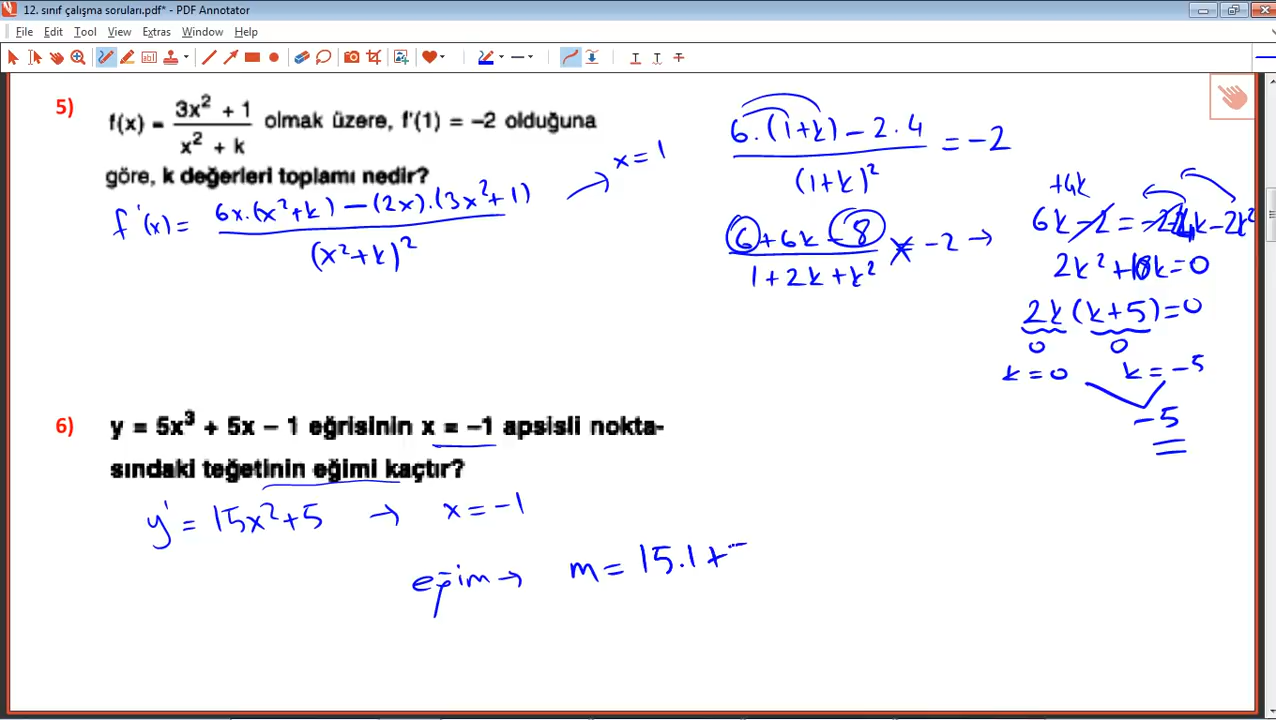 12. sınıf çalışma soruları.pdf* - PDF Annotator
File Edit Tool View Extras Window Help
5) f(x) = (3x² + 1)/(x² + k) olmak üzere, f'(1) = -2 olduğuna
göre, k değerleri toplamı nedir?
f'(x) = (6x.(x²+k) - (2x).(3x²+1))/(x²+k)²
x = 1
(6.(1+k) - 2.4)/(1+k)² = -2
(6+6k-8)/(1+2k+k²) = -2 →
+4k
6k-2 = -2-4k-2k²
2k²+10k=0
2k(k+5)=0
0 0
k=0 k=-5
-5
6) y = 5x³ + 5x - 1 eğrisinin x = -1 apsisli nokta-
sındaki teğetinin eğimi kaçtır?
y' = 15x²+5 → x=-1
eğim → m = 15.1+